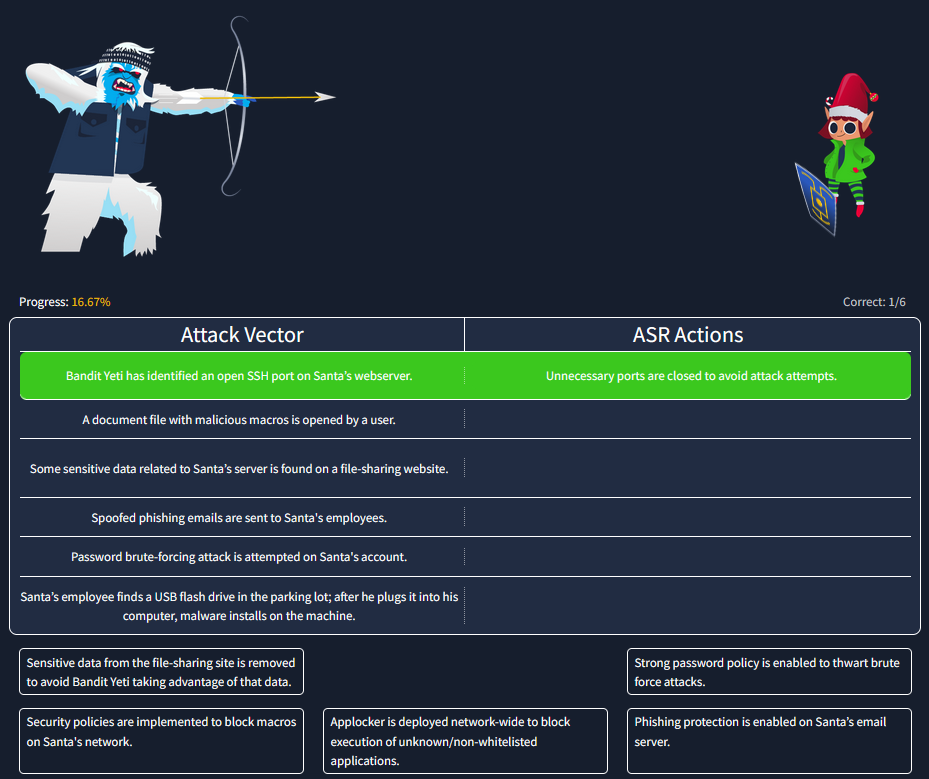 Progress: 16.67%
Correct: 1/6
Attack Vector
ASR Actions
Bandit Yeti has identified an open SSH port on Santa’s webserver.
Unnecessary ports are closed to avoid attack attempts.
A document file with malicious macros is opened by a user.
Some sensitive data related to Santa’s server is found on a file-sharing website.
Spoofed phishing emails are sent to Santa's employees.
Password brute-forcing attack is attempted on Santa's account.
Santa’s employee finds a USB flash drive in the parking lot; after he plugs it into his
computer, malware installs on the machine.
Sensitive data from the file-sharing site is removed
to avoid Bandit Yeti taking advantage of that data.
Strong password policy is enabled to thwart brute
force attacks.
Security policies are implemented to block macros
on Santa's network.
Applocker is deployed network-wide to block
execution of unknown/non-whitelisted
applications.
Phishing protection is enabled on Santa’s email
server.